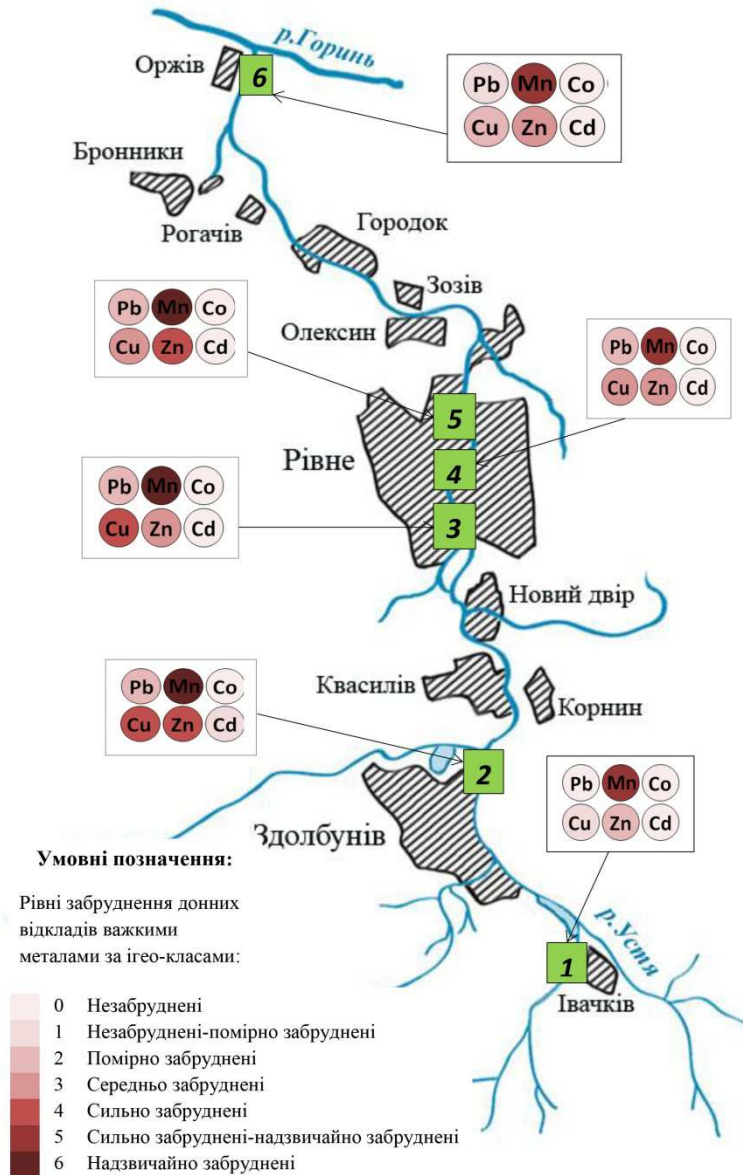 р.Горинь
Оржів
6
Pb Mn Co
Cu Zn Cd
Бронники
Рогачів
Городок
Зозів
Олексин
Pb Mn Co
Cu Zn Cd
Pb Mn Co
Cu Zn Cd
5
Рівне
4
3
Pb Mn Co
Cu Zn Cd
Новий двір
Квасилів
Корнин
Pb Mn Co
Cu Zn Cd
2
Здолбунів
Pb Mn Co
Cu Zn Cd
р.Устя
1
Івачків
Умовні позначення:
Рівні забруднення донних
відкладів важкими
металами за ігео-класами:
0 Незабруднені
1 Незабруднені-помірно забруднені
2 Помірно забруднені
3 Середньо забруднені
4 Сильно забруднені
5 Сильно забруднені-надзвичайно забруднені
6 Надзвичайно забруднені